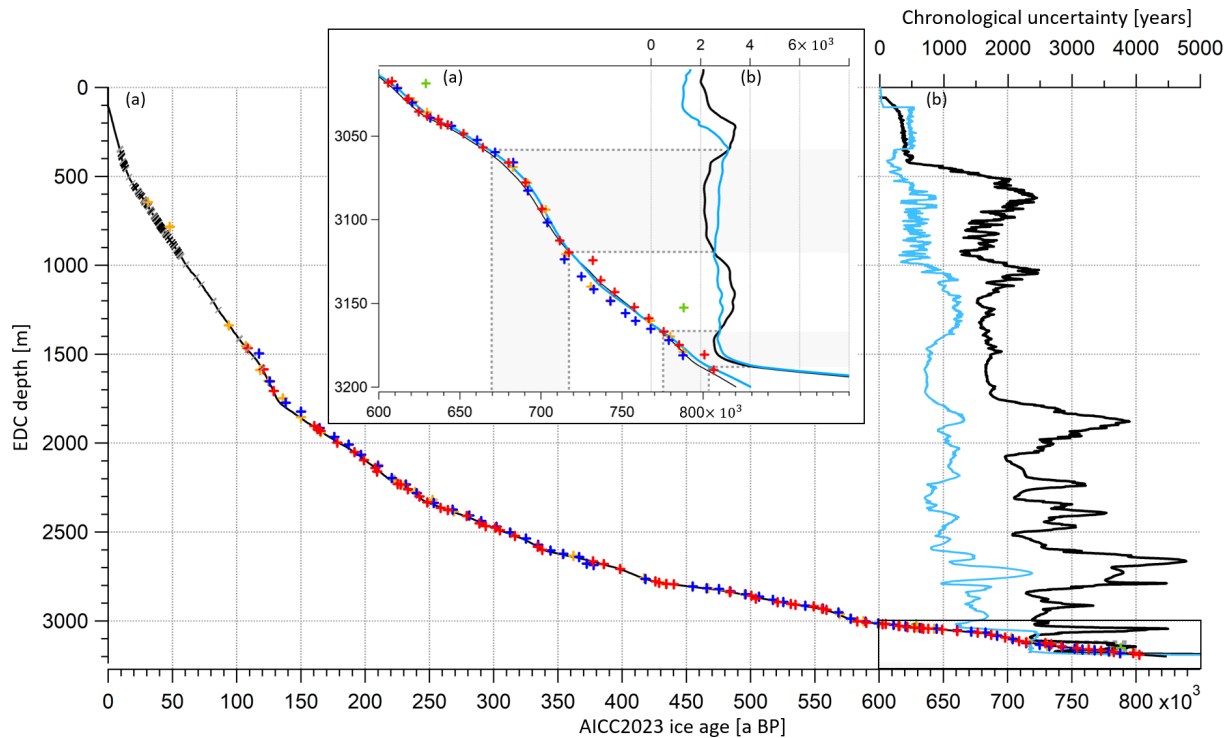 Chronological uncertainty [years]
0 1000 2000 3000 4000 5000
0 2 4 6×10³
(a) (b)
3050
3100
3150
3200
600 650 700 750 800×10³
(a) (b)
0
500
1000
1500
2000
2500
3000
EDC depth [m]
0 50 100 150 200 250 300 350 400 450 500 550 600 650 700 750 800 x10³
AICC2023 ice age [a BP]